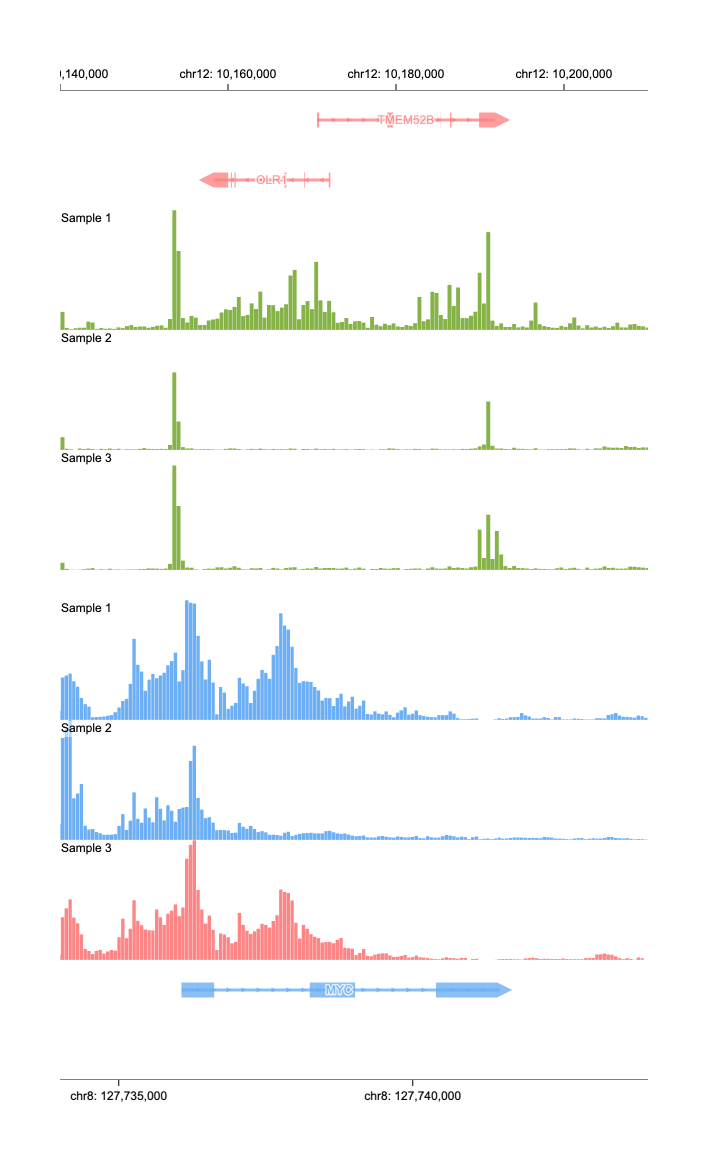 ),140,000 chr12: 10,160,000 chr12: 10,180,000 chr12: 10,200,000
TMEM52B
OLR1
Sample 1
Sample 2
Sample 3
Sample 1
Sample 2
Sample 3
MYC
chr8: 127,735,000 chr8: 127,740,000